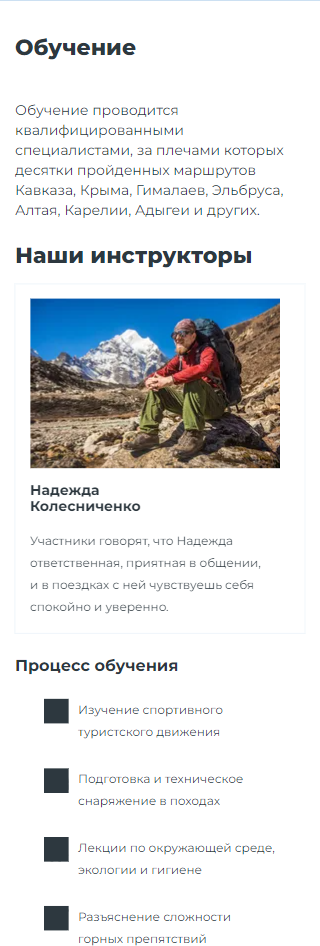 Обучение
Обучение проводится
квалифицированными
специалистами, за плечами которых
десятки пройденных маршрутов
Кавказа, Крыма, Гималаев, Эльбруса,
Алтая, Карелии, Адыгеи и других.
Наши инструкторы
Надежда
Колесниченко
Участники говорят, что Надежда
ответственная, приятная в общении,
и в поездках с ней чувствуешь себя
спокойно и уверенно.
Процесс обучения
Изучение спортивного
туристского движения
Подготовка и техническое
снаряжение в походах
Лекции по окружающей среде,
экологии и гигиене
Разъяснение сложности
горных препятствий